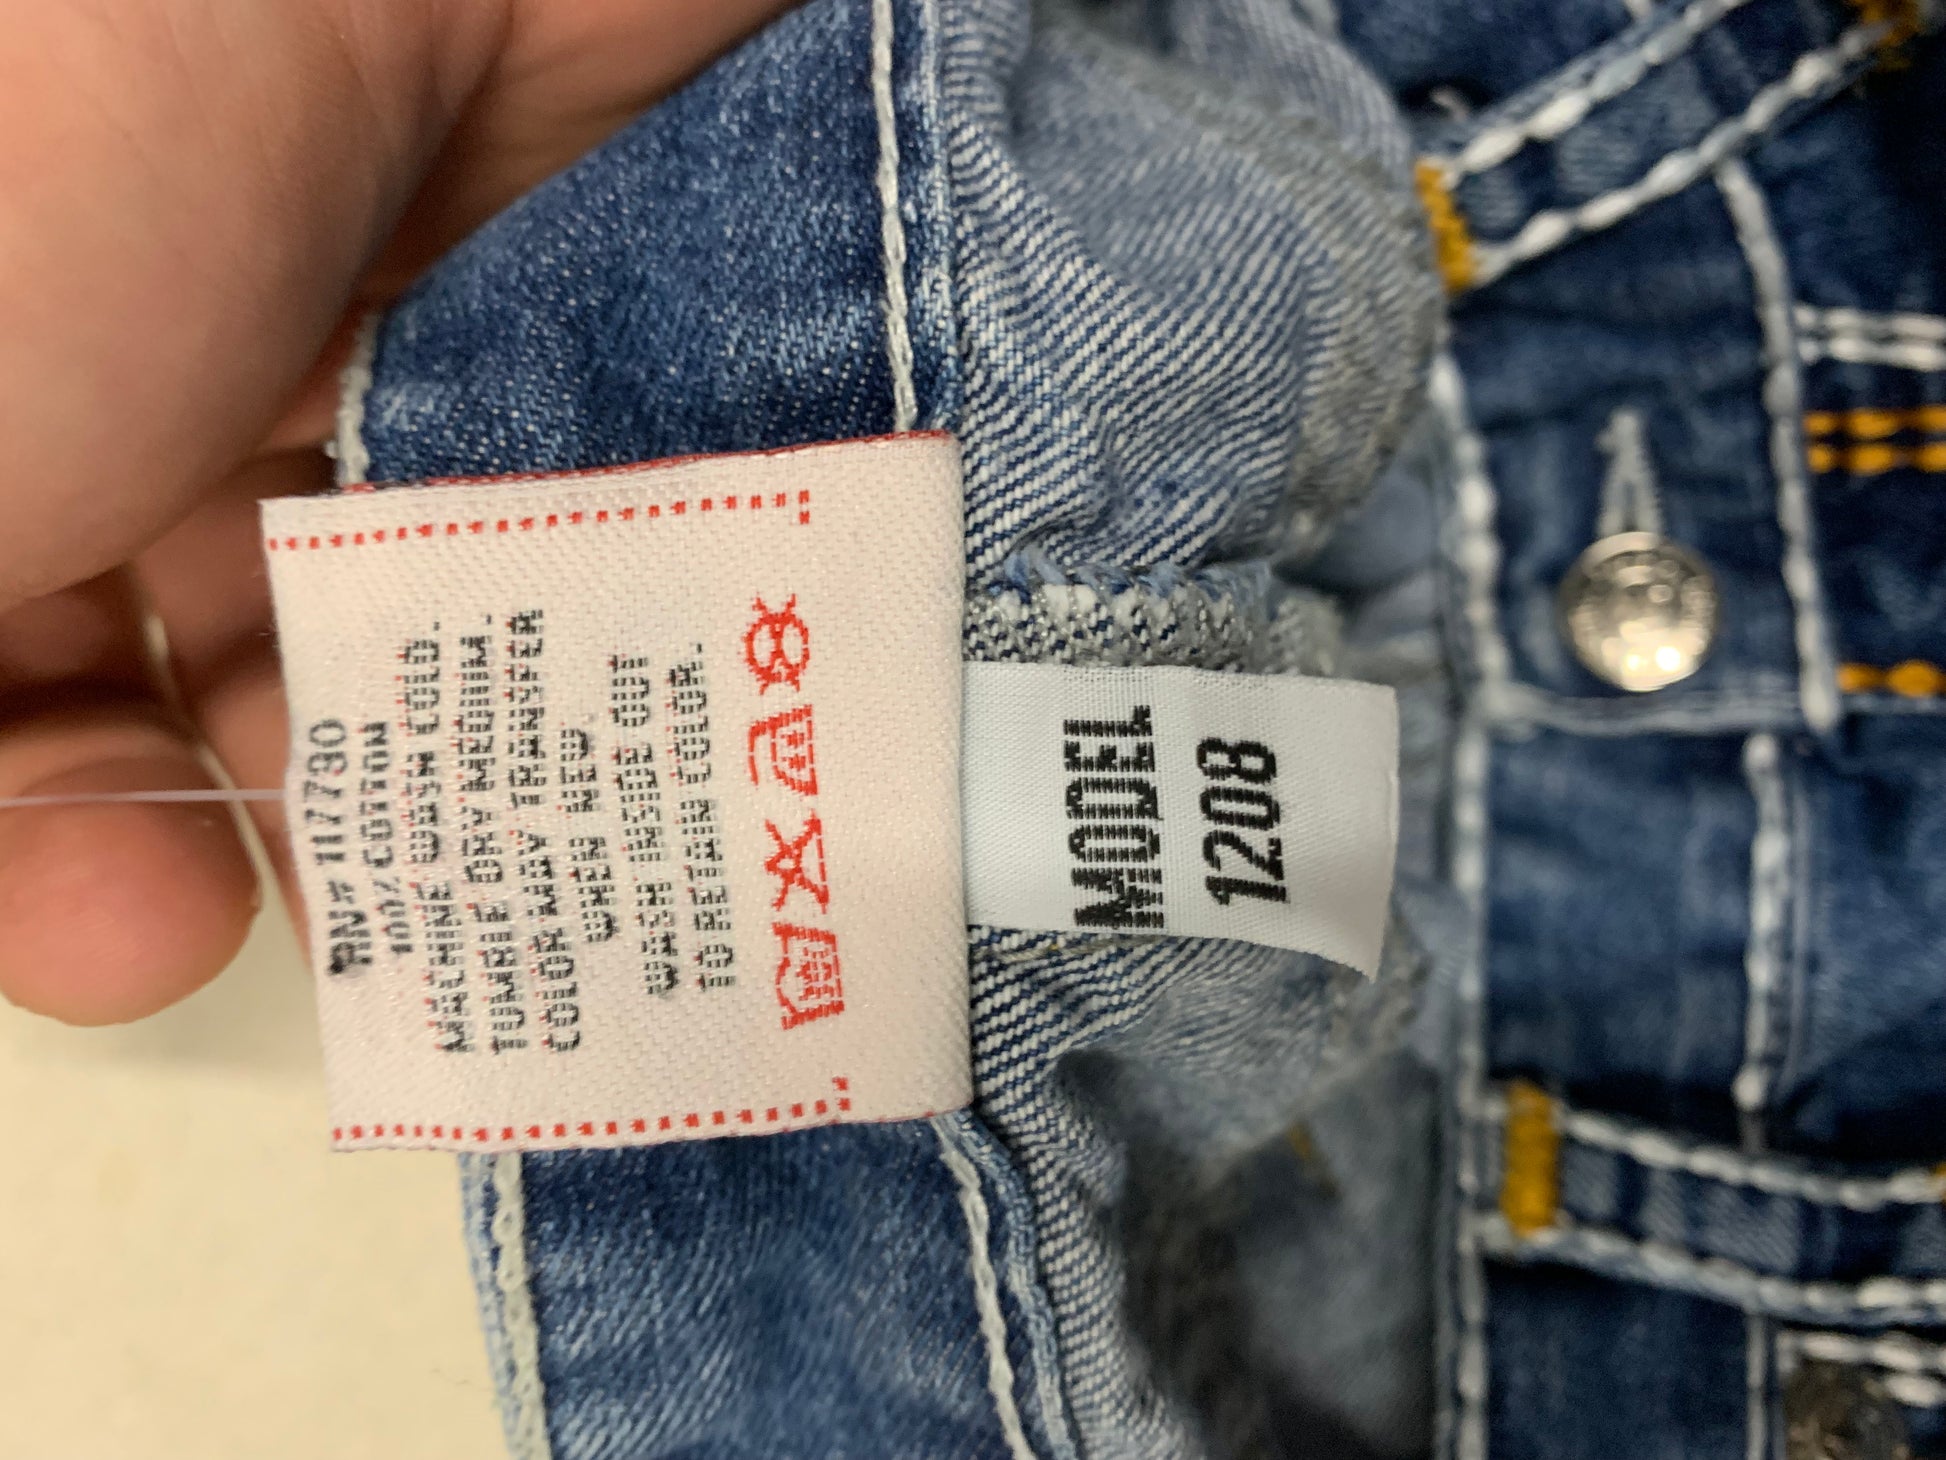 RN# 117730
100% COTTON
MACHINE WASH COLD.
TUMBLE DRY MEDIUM.
COLOR MAY TRANSFER
WHEN NEW.
WASH INSIDE OUT
TO RETAIN COLOR.
MODEL
1208